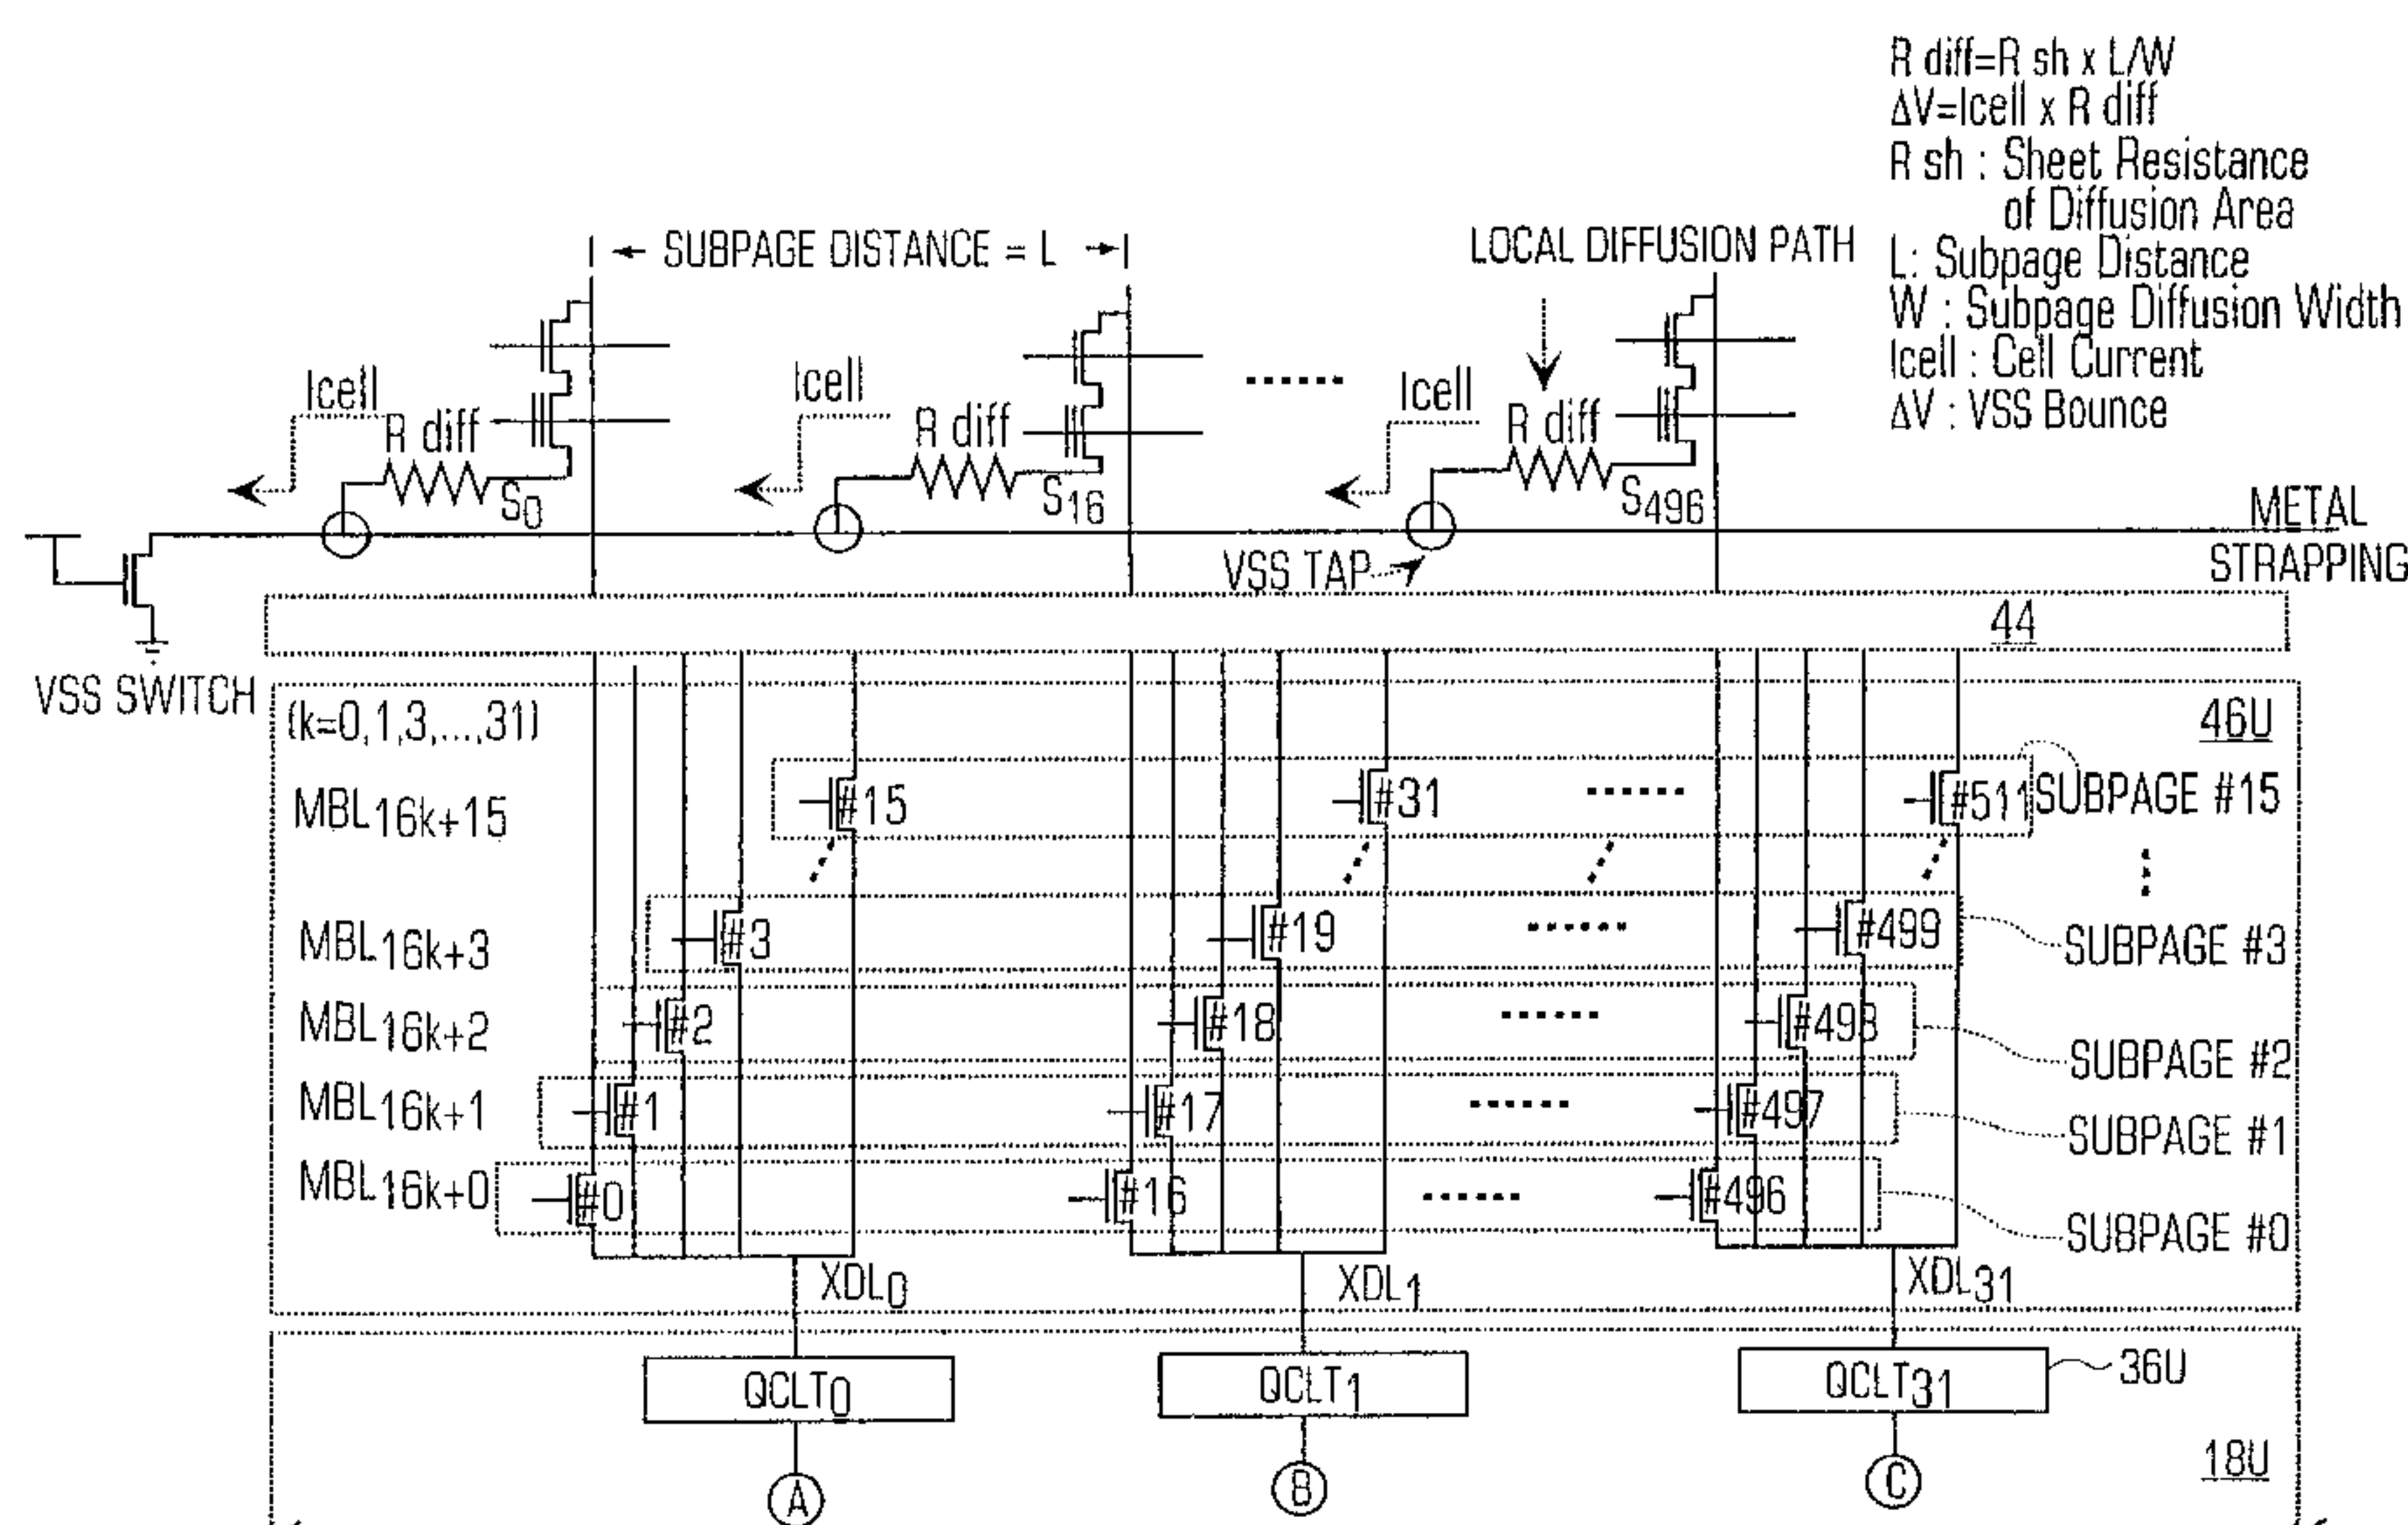 R diff=R sh x L/W
ΔV=Icell x R diff
R sh : Sheet Resistance
of Diffusion Area
L: Subpage Distance
W : Subpage Diffusion Width
Icell : Cell Current
ΔV : VSS Bounce
SUBPAGE DISTANCE = L
LOCAL DIFFUSION PATH
Icell
R diff
S0
Icell
R diff
S16
Icell
R diff
S496
METAL
STRAPPING
VSS TAP
VSS SWITCH
44
(k=0,1,3,...,31)
46U
MBL16k+15
#15
#31
#511
SUBPAGE #15
MBL16k+3
#3
#19
#499
SUBPAGE #3
MBL16k+2
#2
#18
#498
SUBPAGE #2
MBL16k+1
#1
#17
#497
SUBPAGE #1
MBL16k+0
#0
#16
#496
SUBPAGE #0
XDL0
XDL1
XDL31
QCLT0
QCLT1
QCLT31
36U
18U
A
B
C